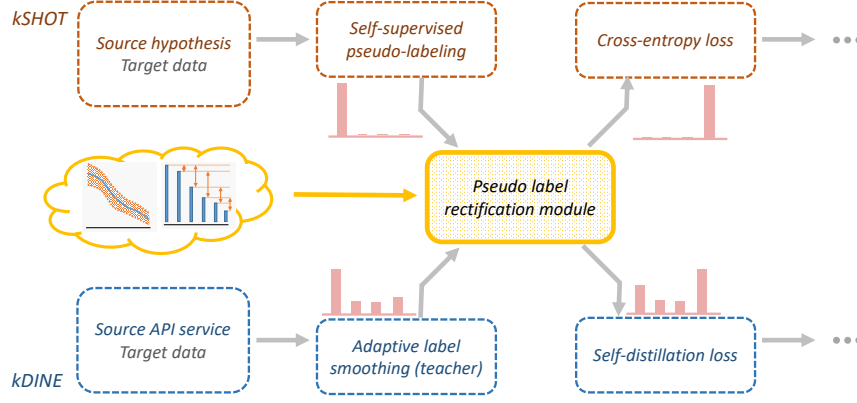 kSHOT
Source hypothesis
Target data
Self-supervised
pseudo-labeling
Cross-entropy loss
Pseudo label
rectification module
Source API service
Target data
Adaptive label
smoothing (teacher)
Self-distillation loss
kDINE